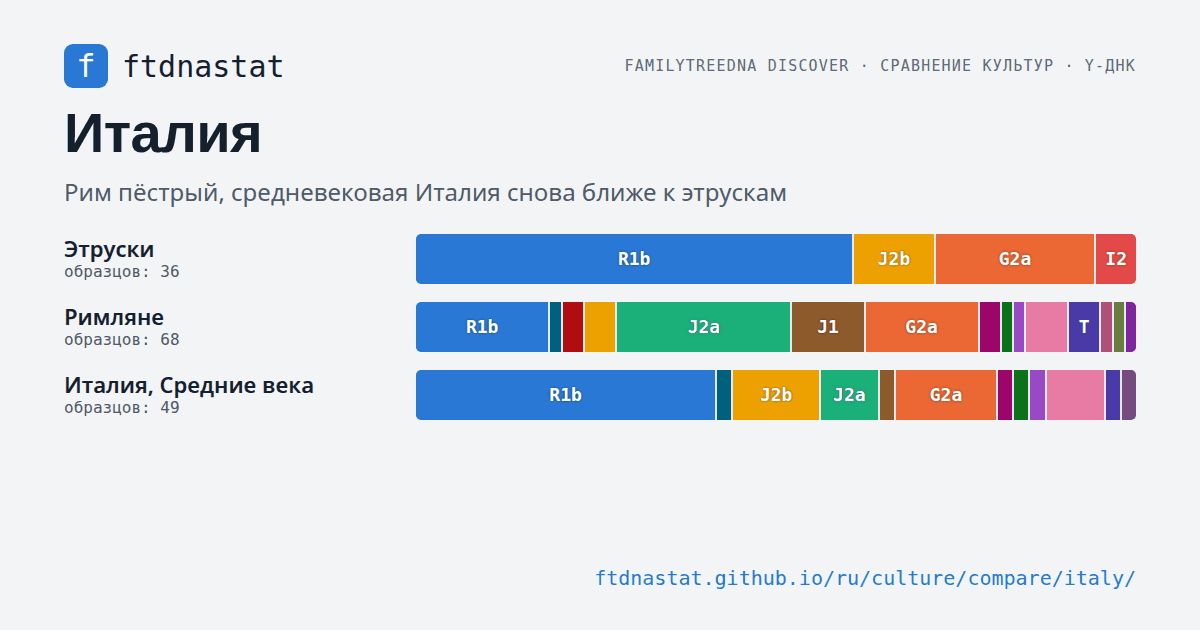 f ftdnastat
FAMILYTREEDNA DISCOVER · СРАВНЕНИЕ КУЛЬТУР · Y-ДНК
Италия
Рим пёстрый, средневековая Италия снова ближе к этрускам
Этруски
образцов: 36
R1b J2b G2a I2
Римляне
образцов: 68
R1b J2a J1 G2a T
Италия, Средние века
образцов: 49
R1b J2b J2a G2a
ftdnastat.github.io/ru/culture/compare/italy/